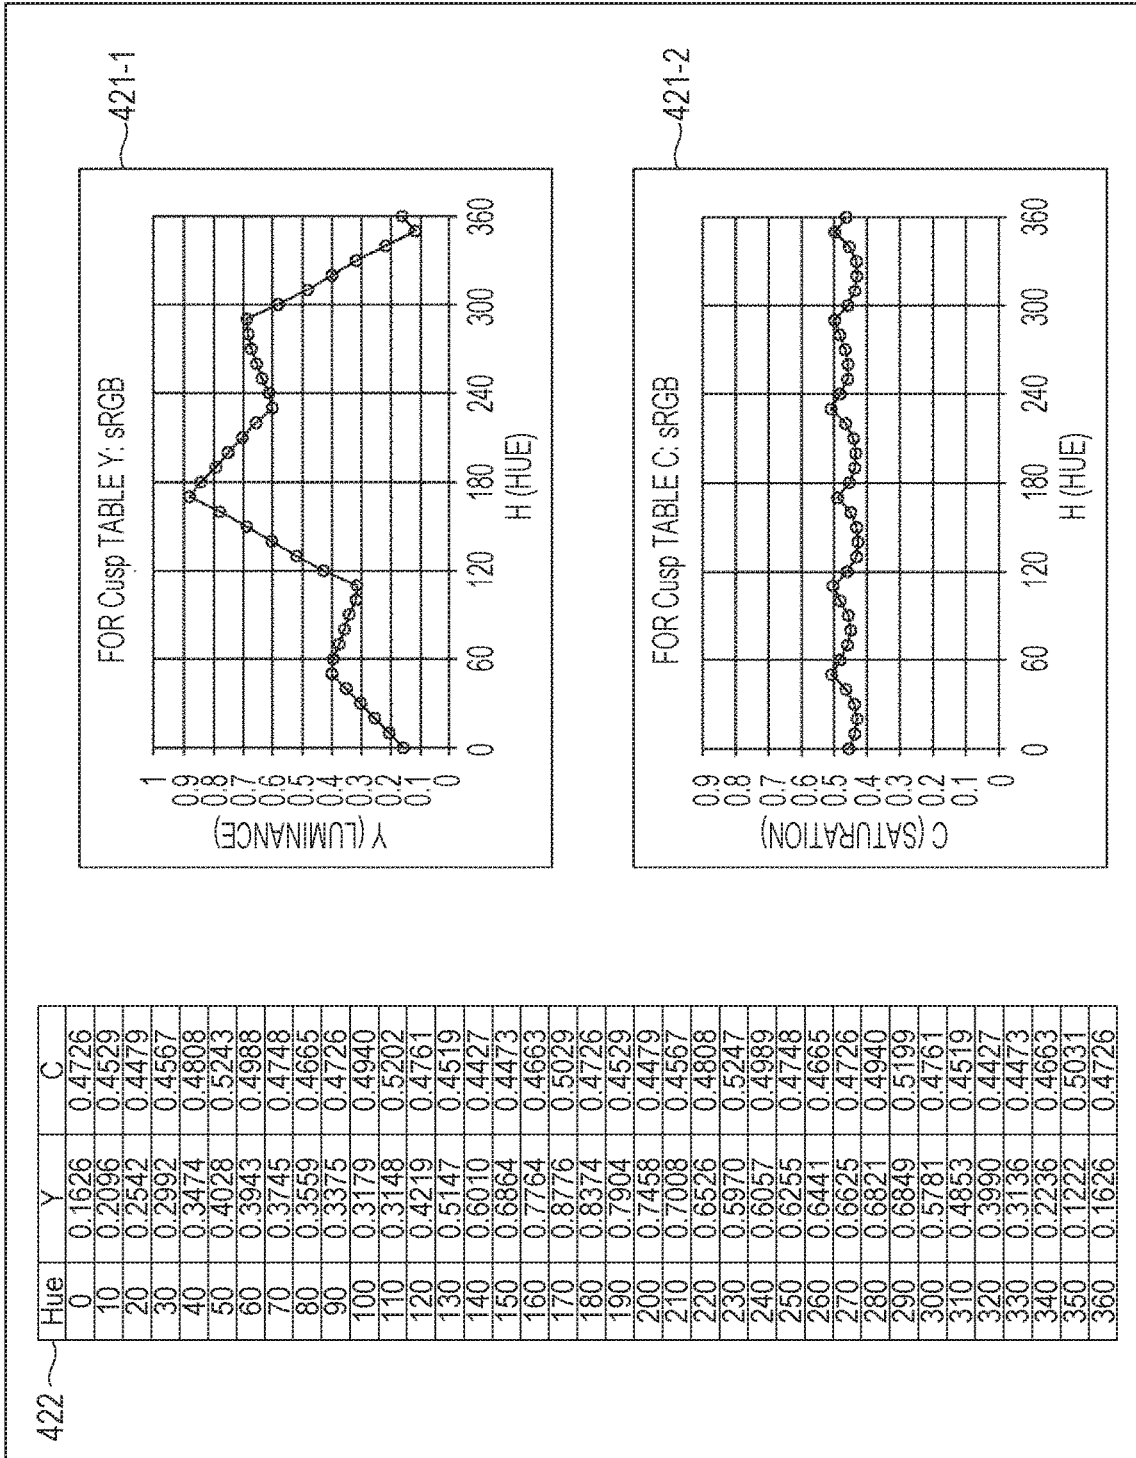 422
Hue Y C
0 0.1626 0.4726
10 0.2096 0.4529
20 0.2542 0.4479
30 0.2992 0.4567
40 0.3474 0.4808
50 0.4028 0.5243
60 0.3943 0.4988
70 0.3745 0.4748
80 0.3559 0.4665
90 0.3375 0.4726
100 0.3179 0.4940
110 0.3148 0.5202
120 0.4219 0.4761
130 0.5147 0.4519
140 0.6010 0.4427
150 0.6864 0.4473
160 0.7764 0.4663
170 0.8776 0.5029
180 0.8374 0.4726
190 0.7904 0.4529
200 0.7458 0.4479
210 0.7008 0.4567
220 0.6526 0.4808
230 0.5970 0.5247
240 0.6057 0.4989
250 0.6255 0.4748
260 0.6441 0.4665
270 0.6625 0.4726
280 0.6821 0.4940
290 0.6849 0.5199
300 0.5781 0.4761
310 0.4853 0.4519
320 0.3990 0.4427
330 0.3136 0.4473
340 0.2236 0.4663
350 0.1222 0.5031
360 0.1626 0.4726
421-1
FOR Cusp TABLE Y: sRGB
Y (LUMINANCE)
1
0.9
0.8
0.7
0.6
0.5
0.4
0.3
0.2
0.1
0
0 60 120 180 240 300 360
H (HUE)
421-2
FOR Cusp TABLE C: sRGB
C (SATURATION)
0.9
0.8
0.7
0.6
0.5
0.4
0.3
0.2
0.1
0
0 60 120 180 240 300 360
H (HUE)